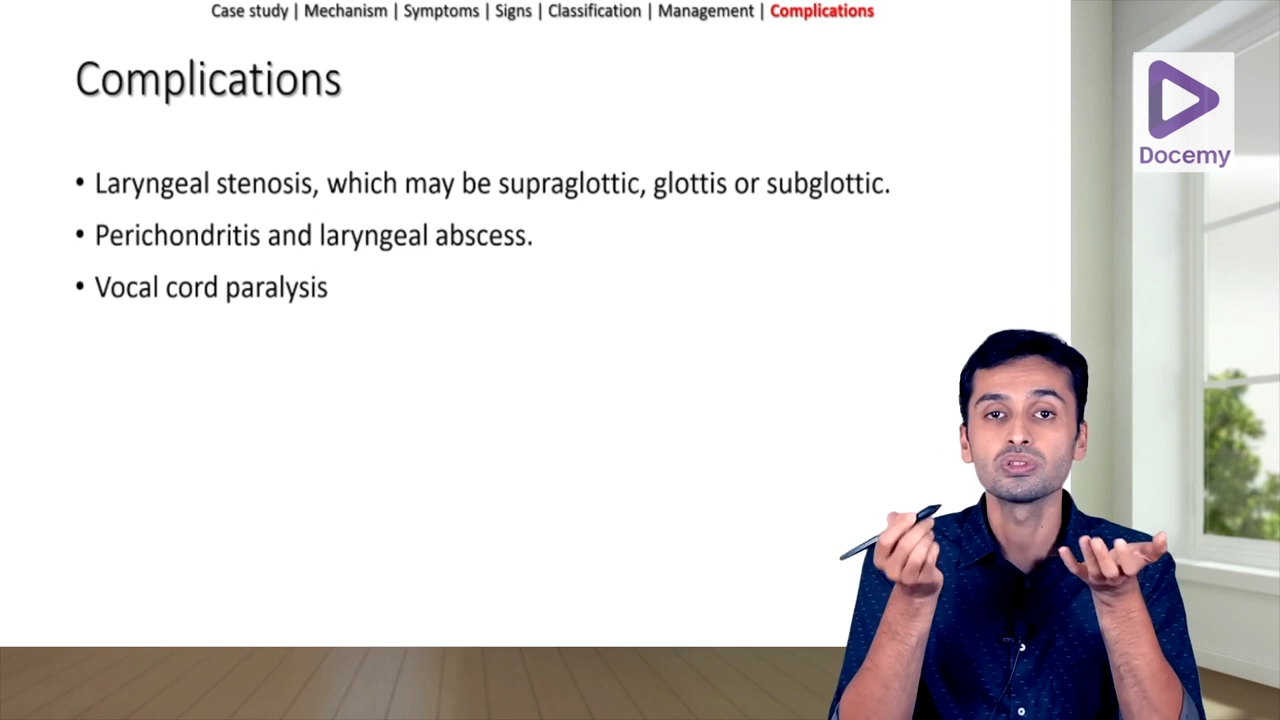 Case study | Mechanism | Symptoms | Signs | Classification | Management | Complications
Complications
Docemy
• Laryngeal stenosis, which may be supraglottic, glottis or subglottic.
• Perichondritis and laryngeal abscess.
• Vocal cord paralysis